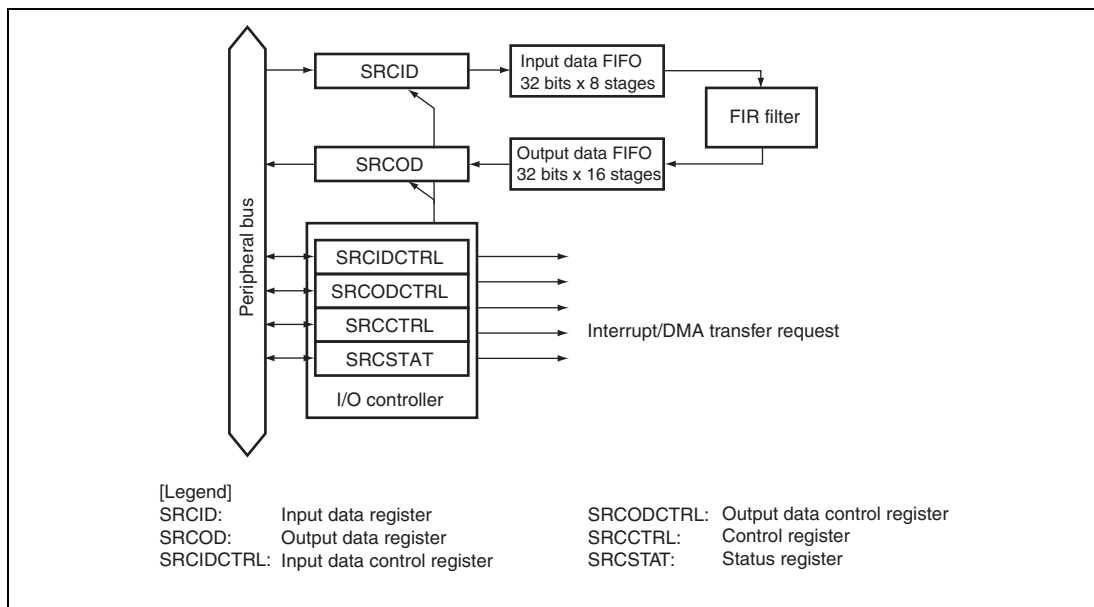 SRCID
Input data FIFO
32 bits x 8 stages
FIR filter
SRCOD
Output data FIFO
32 bits x 16 stages
Peripheral bus
SRCIDCTRL
SRCODCTRL
SRCCTRL
SRCSTAT
I/O controller
Interrupt/DMA transfer request
[Legend]
SRCID: Input data register
SRCOD: Output data register
SRCIDCTRL: Input data control register
SRCODCTRL: Output data control register
SRCCTRL: Control register
SRCSTAT: Status register